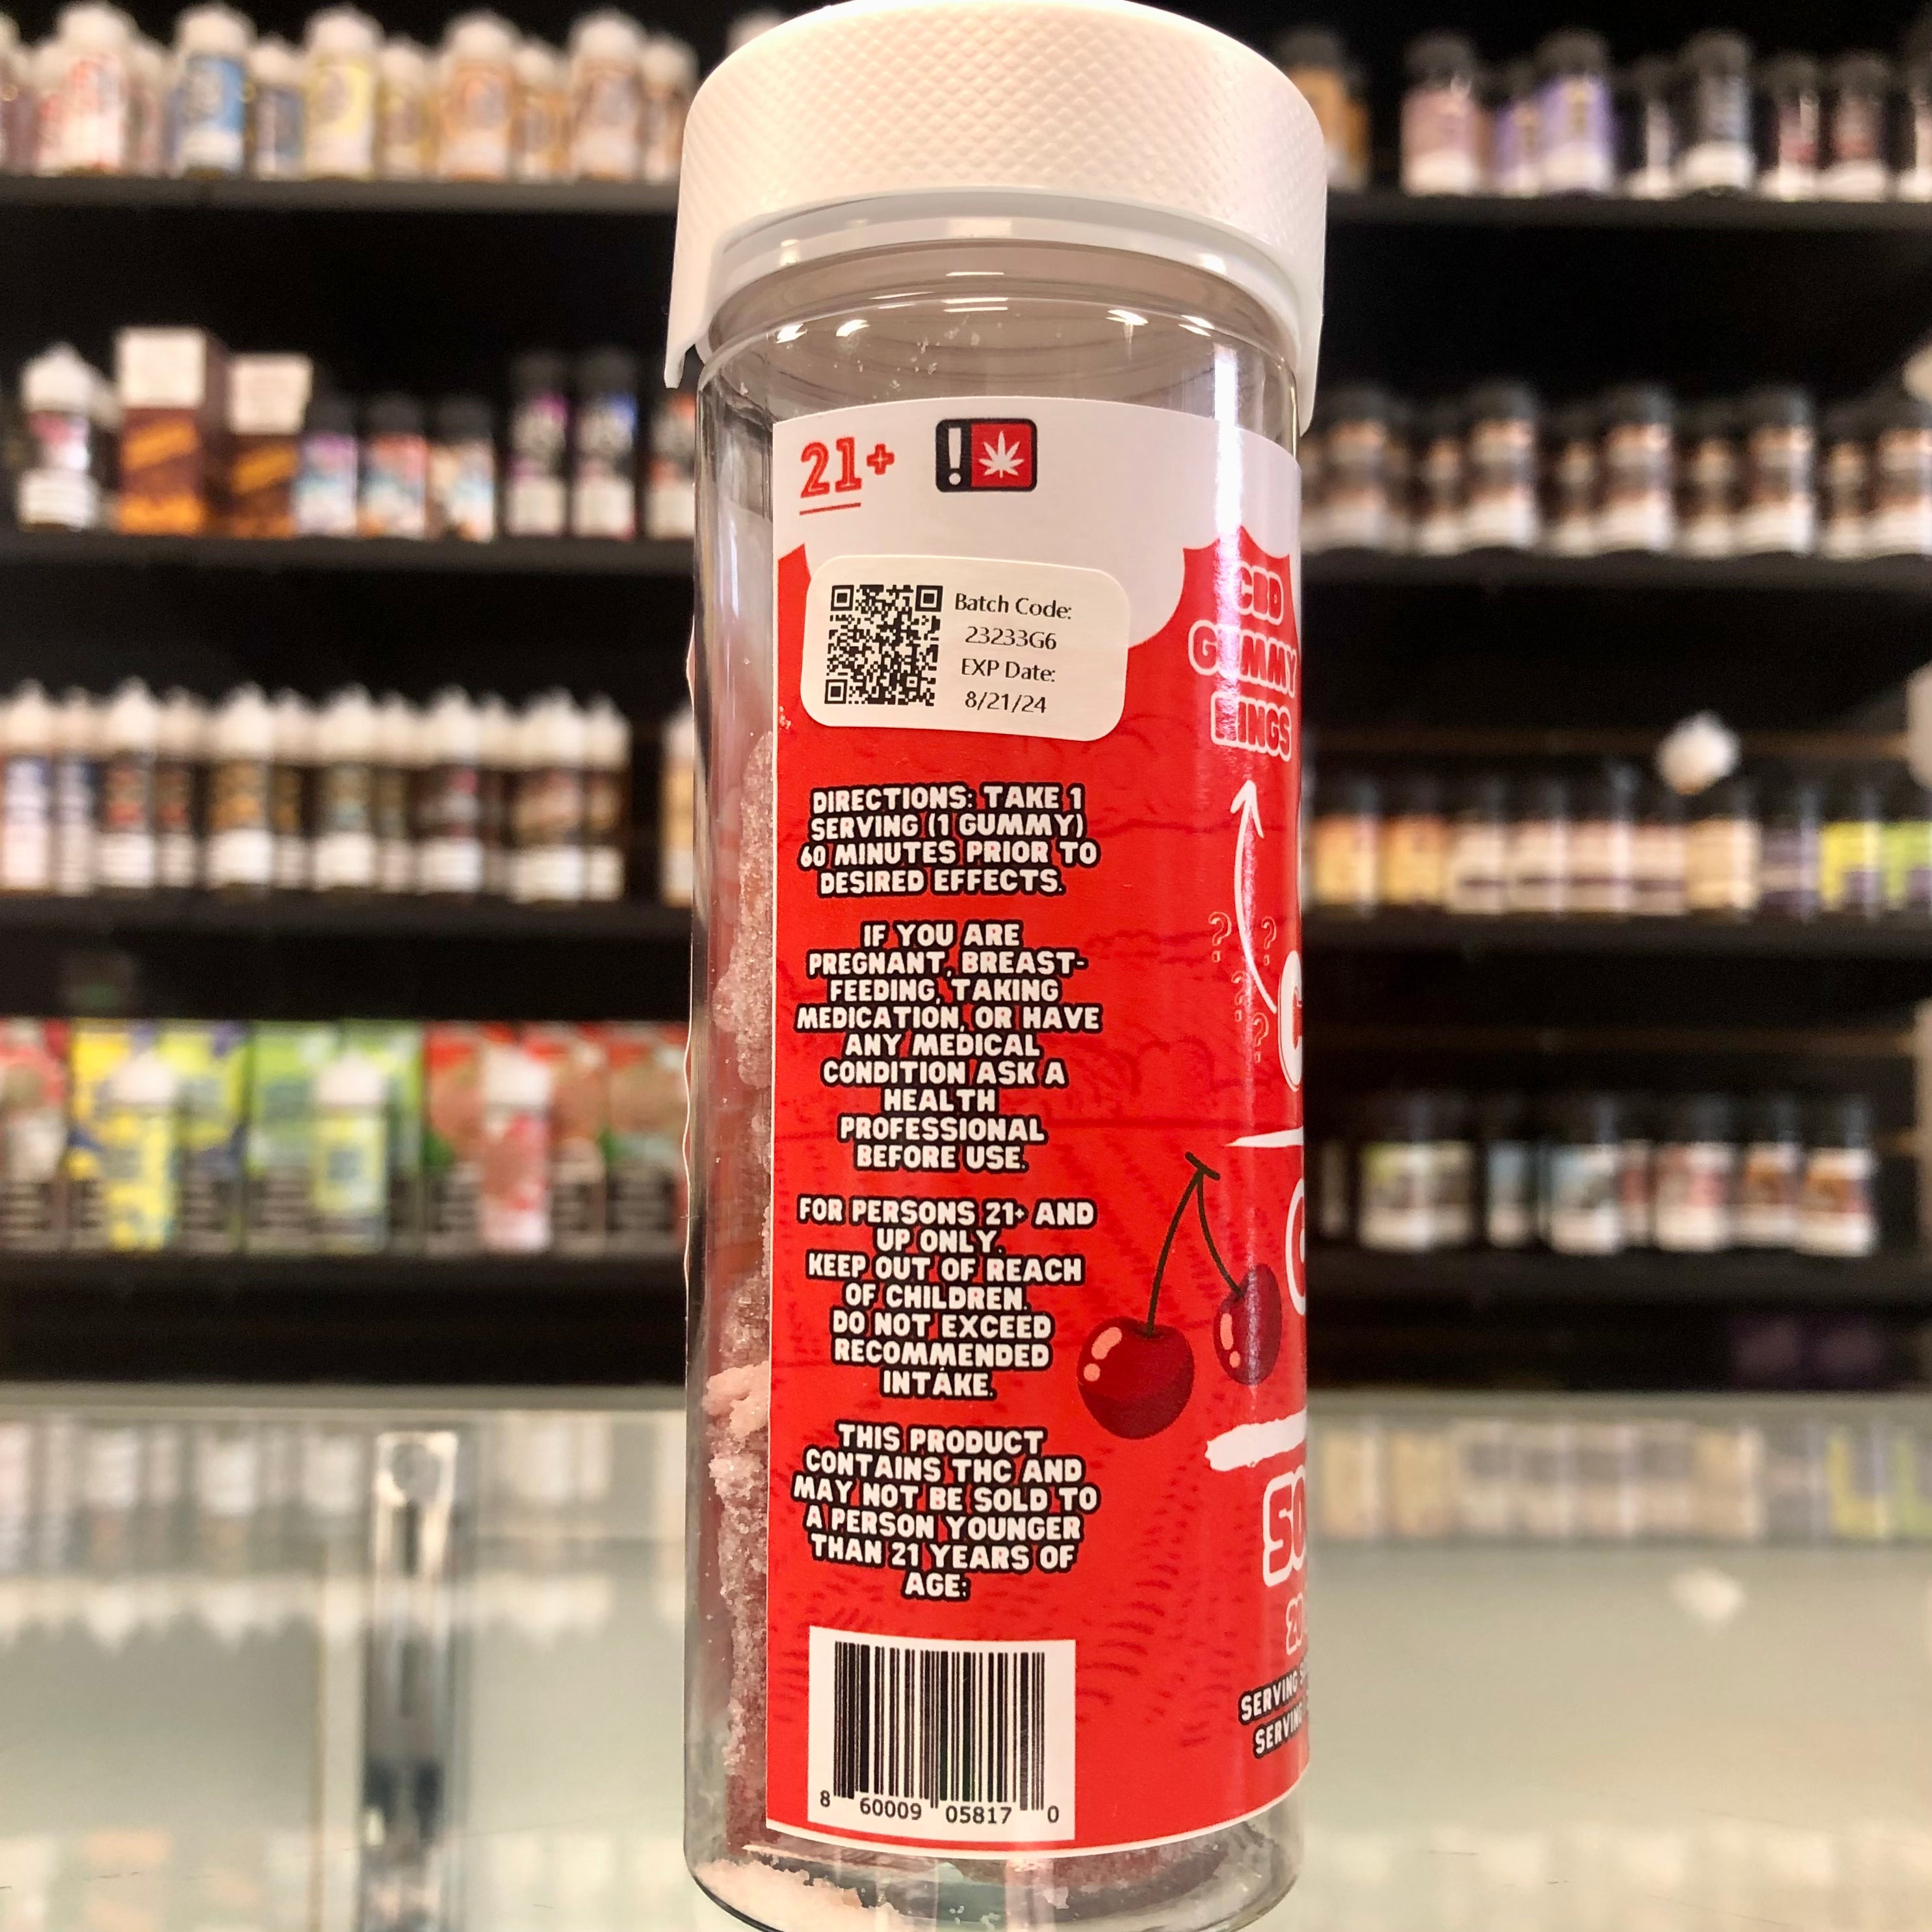 21+
!
Batch Code:
23233G6
EXP Date:
8/21/24
CBD
GUMMY
RINGS
DIRECTIONS: TAKE 1
SERVING (1 GUMMY)
60 MINUTES PRIOR TO
DESIRED EFFECTS.
IF YOU ARE
PREGNANT, BREAST-
FEEDING, TAKING
MEDICATION, OR HAVE
ANY MEDICAL
CONDITION ASK A
HEALTH
PROFESSIONAL
BEFORE USE.
FOR PERSONS 21+ AND
UP ONLY.
KEEP OUT OF REACH
OF CHILDREN.
DO NOT EXCEED
RECOMMENDED
INTAKE.
THIS PRODUCT
CONTAINS THC AND
MAY NOT BE SOLD TO
A PERSON YOUNGER
THAN 21 YEARS OF
AGE:
? ?
?
?
SERVING
SERVING
8 60009 05817 0